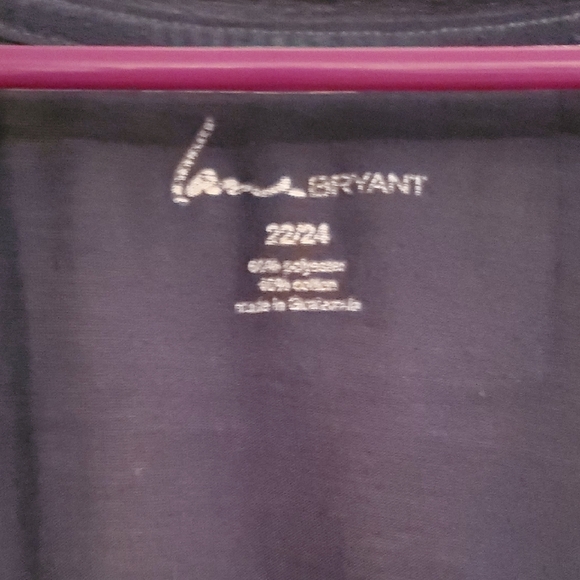 Lane BRYANT
22/24
60% polyester
40% cotton
made in Guatemala